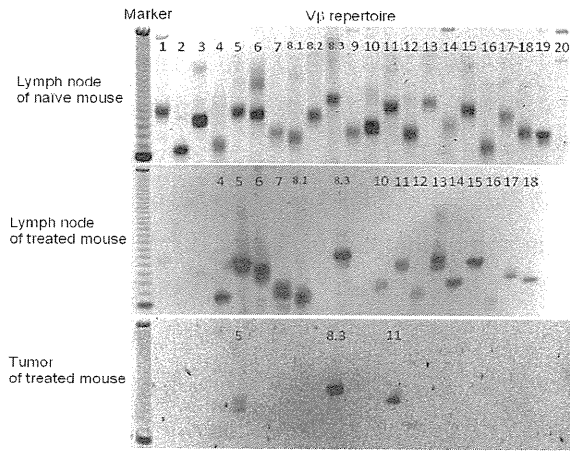 Marker Vβ repertoire
1 2 3 4 5 6 7 8.1 8.2 8.3 9 10 11 12 13 14 15 16 17 18 19 20
Lymph node
of naïve mouse
4 5 6 7 8.1 8.3 10 11 12 13 14 15 16 17 18
Lymph node
of treated mouse
5 8.3 11
Tumor
of treated mouse